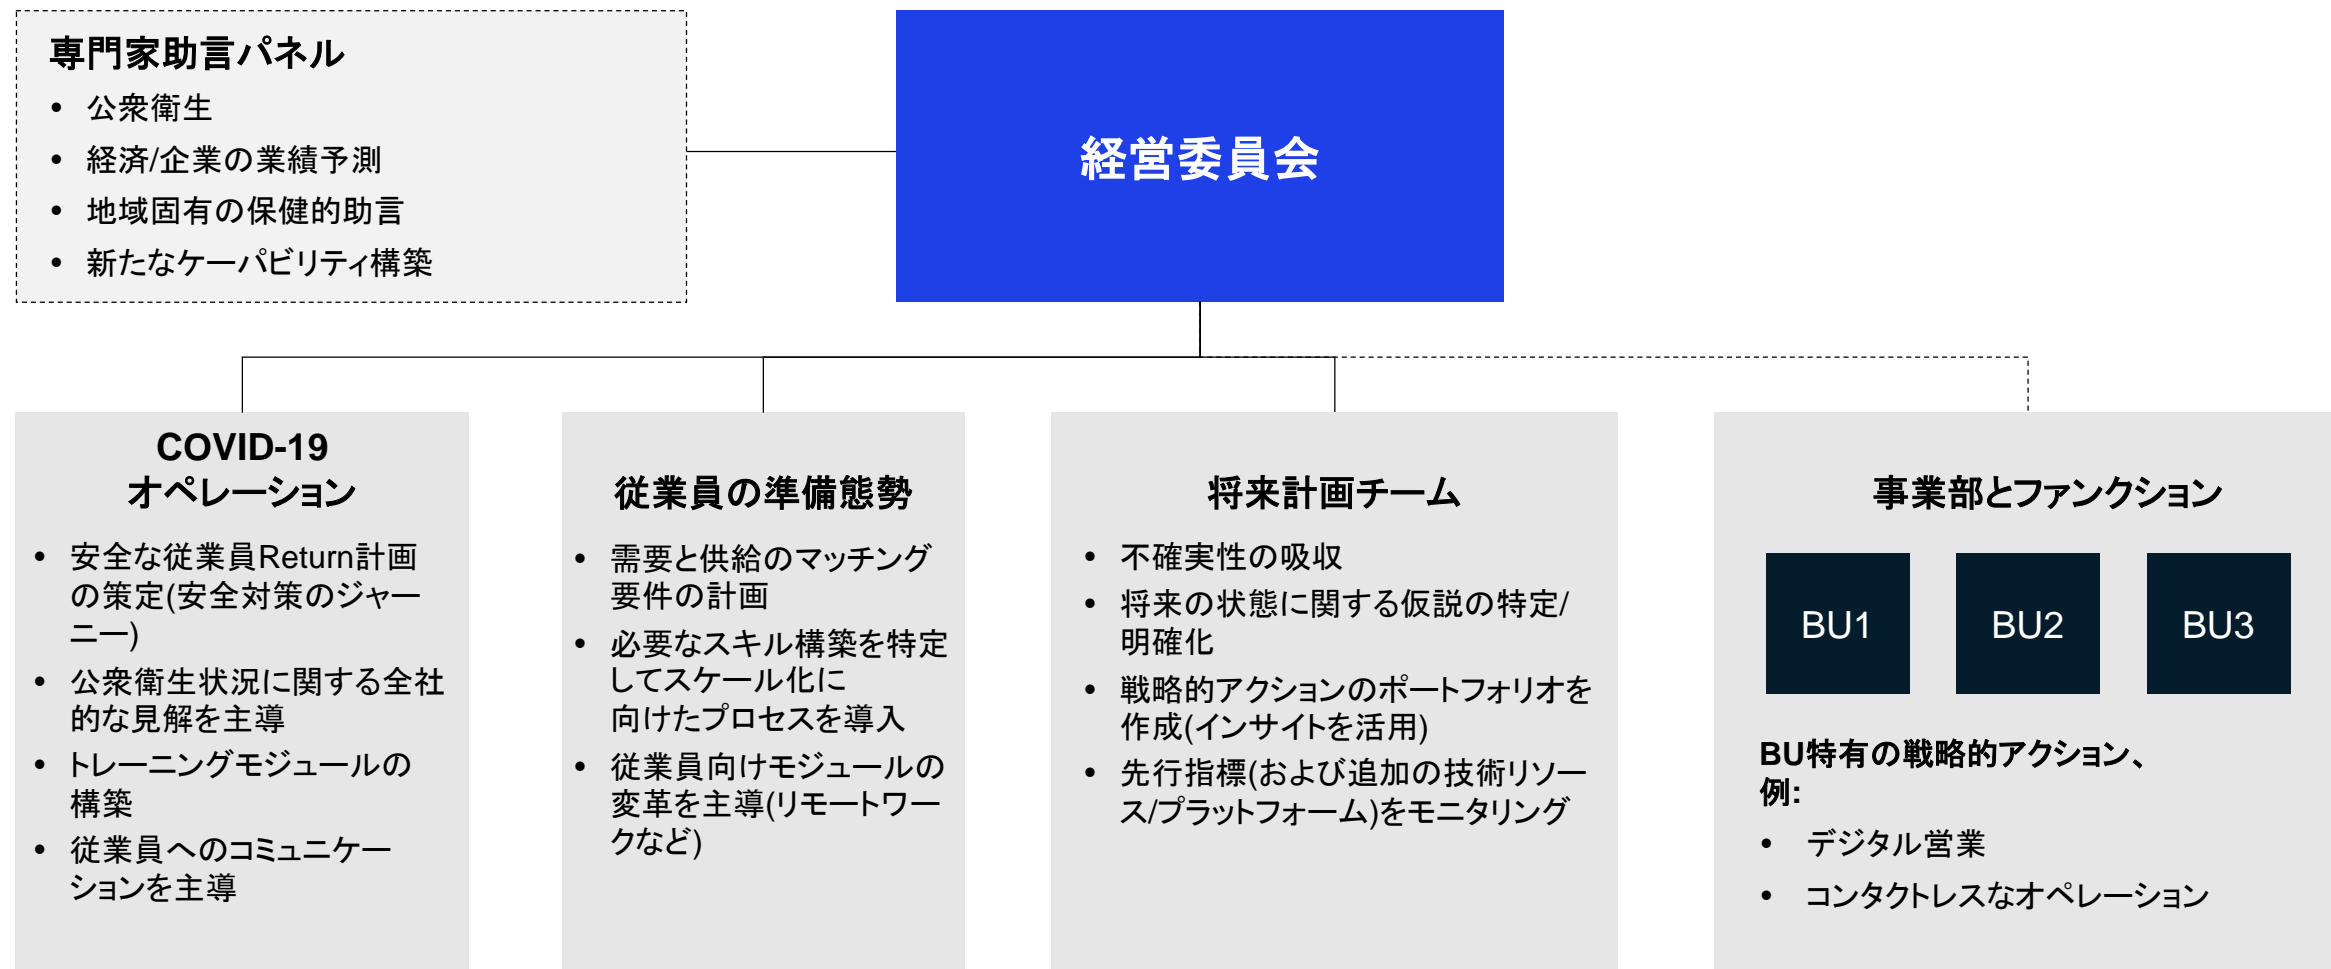 専門家助言パネル
• 公衆衛生
• 経済/企業の業績予測
• 地域固有の保健的助言
• 新たなケーパビリティ構築
経営委員会
COVID-19
オペレーション
• 安全な従業員Return計画
の策定(安全対策のジャー
ニー)
• 公衆衛生状況に関する全社
的な見解を主導
• トレーニングモジュールの
構築
• 従業員へのコミュニケー
ションを主導
従業員の準備態勢
• 需要と供給のマッチング
要件の計画
• 必要なスキル構築を特定
してスケール化に
向けたプロセスを導入
• 従業員向けモジュールの
変革を主導(リモートワー
クなど)
将来計画チーム
• 不確実性の吸収
• 将来の状態に関する仮説の特定/
明確化
• 戦略的アクションのポートフォリオを
作成(インサイトを活用)
• 先行指標(および追加の技術リソー
ス/プラットフォーム)をモニタリング
事業部とファンクション
BU1
BU2
BU3
BU特有の戦略的アクション、
例:
• デジタル営業
• コンタクトレスなオペレーション